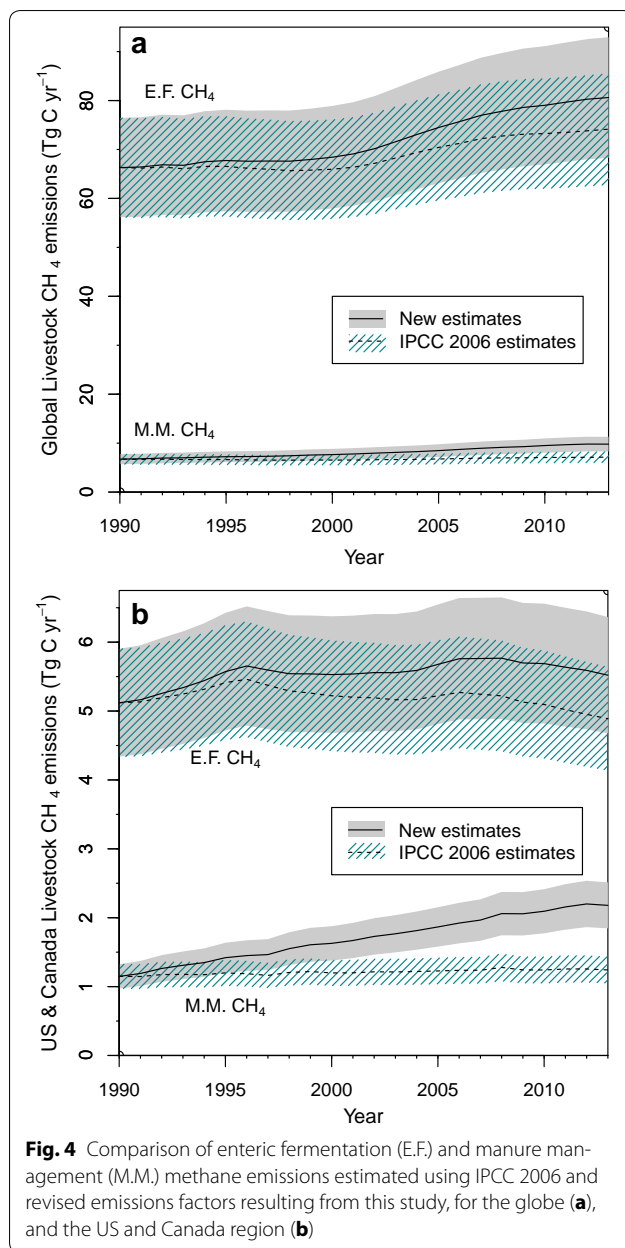 a
E.F. CH₄
M.M. CH₄
New estimates
IPCC 2006 estimates
Global Livestock CH₄ emissions (Tg C yr⁻¹)
0 20 40 60 80
1990 1995 2000 2005 2010
Year
b
E.F. CH₄
New estimates
IPCC 2006 estimates
M.M. CH₄
US & Canada Livestock CH₄ emissions (Tg C yr⁻¹)
0 1 2 3 4 5 6
1990 1995 2000 2005 2010
Year
Fig. 4 Comparison of enteric fermentation (E.F.) and manure man-
agement (M.M.) methane emissions estimated using IPCC 2006 and
revised emissions factors resulting from this study, for the globe (a),
and the US and Canada region (b)